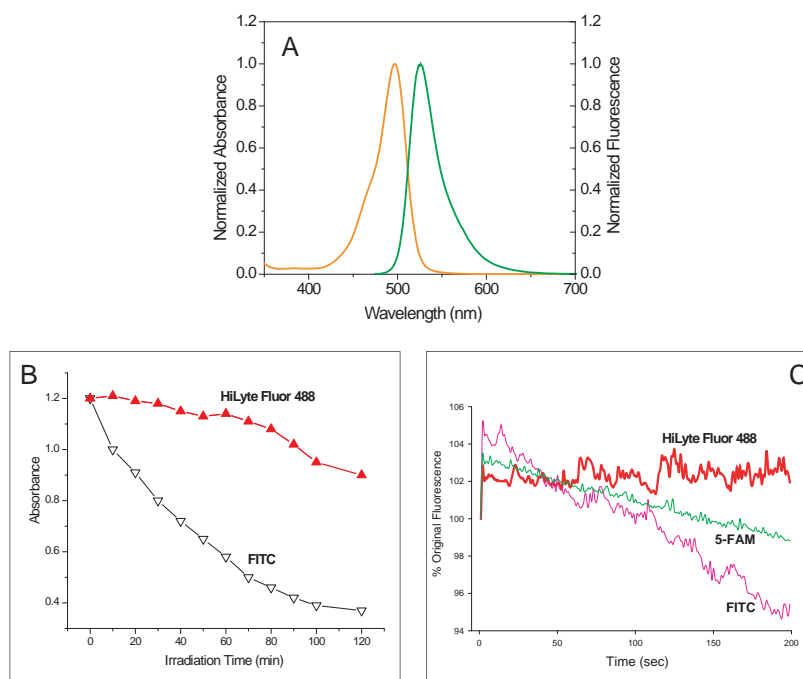 A
Normalized Absorbance
Normalized Fluorescence
1.2
1.0
0.8
0.6
0.4
0.2
0.0
1.2
1.0
0.8
0.6
0.4
0.2
0.0
400 500 600 700
Wavelength (nm)
B
HiLyte Fluor 488
FITC
Absorbance
1.2
1.0
0.8
0.6
0.4
0 20 40 60 80 100 120
Irradiation Time (min)
C
HiLyte Fluor 488
5-FAM
FITC
% Original Fluorescence
106
104
102
100
98
96
94
0 50 100 150 200
Time (sec)